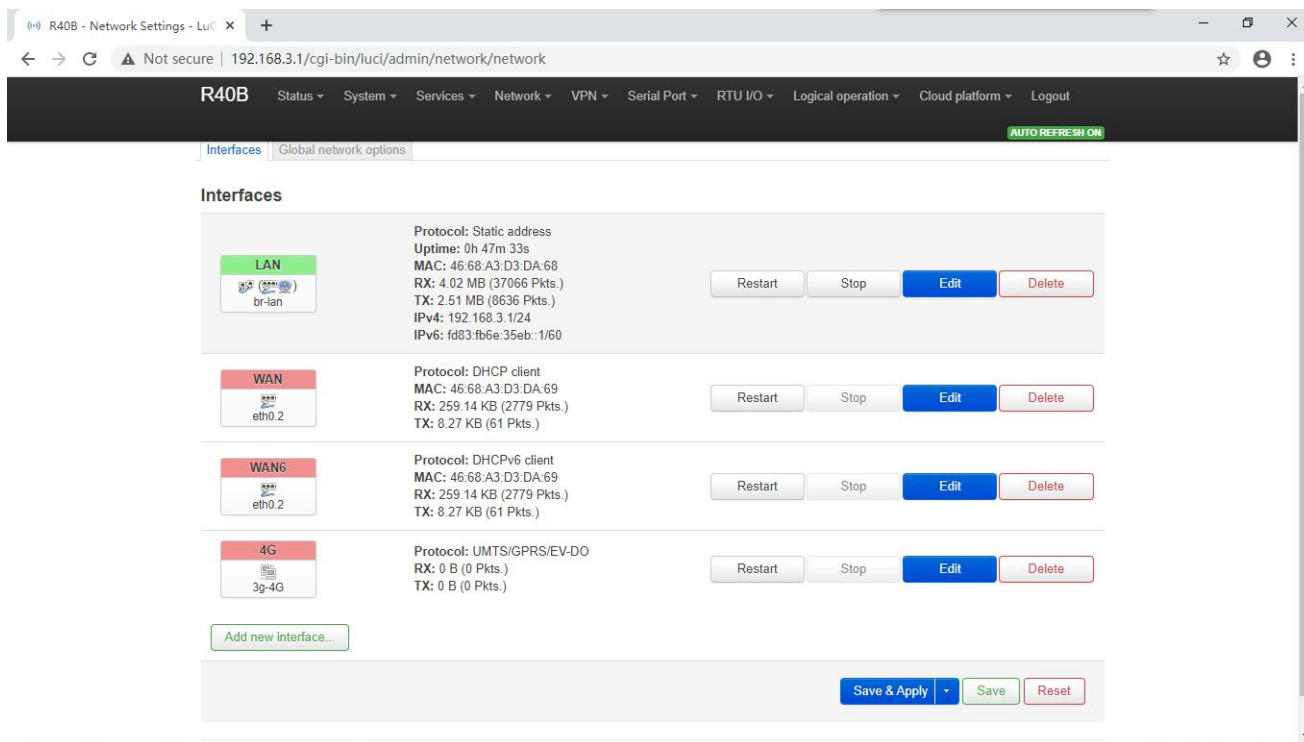 R40B - Network Settings - LuC
Not secure | 192.168.3.1/cgi-bin/luci/admin/network/network
R40B Status System Services Network VPN Serial Port RTU I/O Logical operation Cloud platform Logout
AUTO REFRESH ON
Interfaces Global network options
Interfaces
LAN
br-lan
Protocol: Static address
Uptime: 0h 47m 33s
MAC: 46:68:A3:D3:DA:68
RX: 4.02 MB (37066 Pkts.)
TX: 2.51 MB (8636 Pkts.)
IPv4: 192.168.3.1/24
IPv6: fd83:fb6e:35eb::1/60
Restart Stop Edit Delete
WAN
eth0.2
Protocol: DHCP client
MAC: 46:68:A3:D3:DA:69
RX: 259.14 KB (2779 Pkts.)
TX: 8.27 KB (61 Pkts.)
Restart Stop Edit Delete
WAN6
eth0.2
Protocol: DHCPv6 client
MAC: 46:68:A3:D3:DA:69
RX: 259.14 KB (2779 Pkts.)
TX: 8.27 KB (61 Pkts.)
Restart Stop Edit Delete
4G
3g-4G
Protocol: UMTS/GPRS/EV-DO
RX: 0 B (0 Pkts.)
TX: 0 B (0 Pkts.)
Restart Stop Edit Delete
Add new interface...
Save & Apply Save Reset